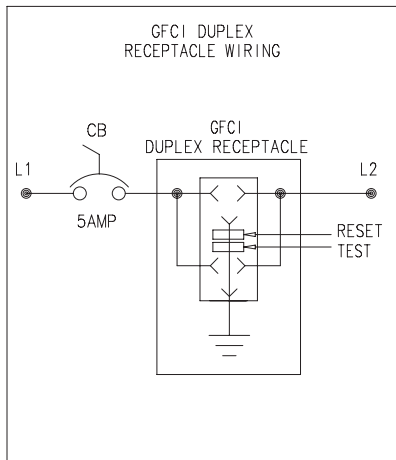 GFCI DUPLEX
RECEPTACLE WIRING
CB
GFCI
DUPLEX RECEPTACLE
L1
L2
5AMP
RESET
TEST